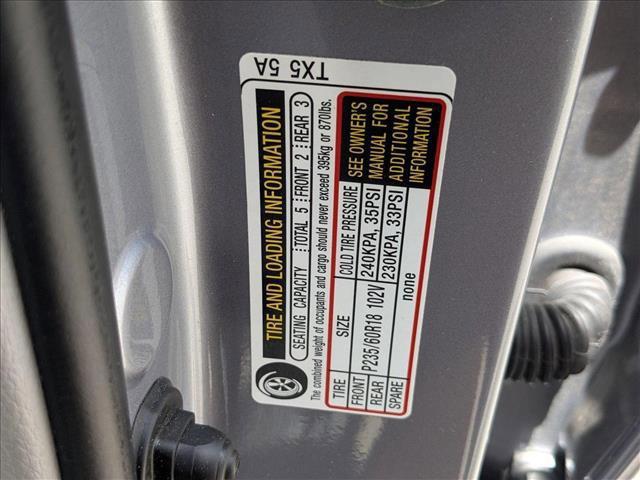 TX5 5A
TIRE AND LOADING INFORMATION
SEATING CAPACITY TOTAL 5 FRONT 2 REAR 3
The combined weight of occupants and cargo should never exceed 395kg or 870lbs.
TIRE SIZE COLD TIRE PRESSURE
FRONT P235/60R18 102V 240KPA, 35PSI
REAR 230KPA, 33PSI
SPARE none
SEE OWNER'S
MANUAL FOR
ADDITIONAL
INFORMATION